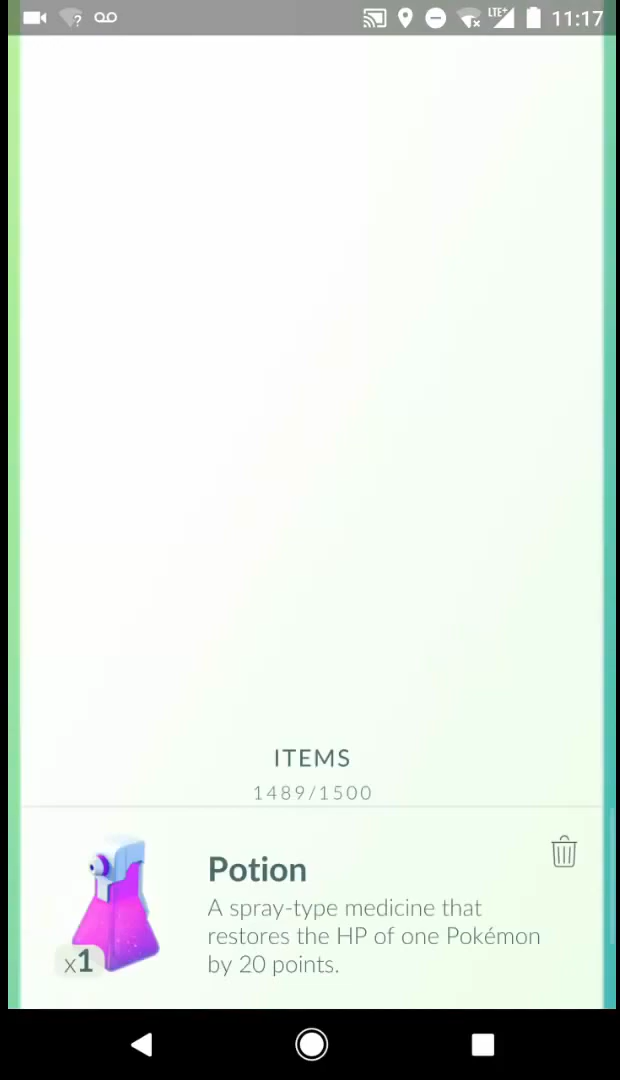 LTE+ 11:17
ITEMS
1489/1500
Potion
A spray-type medicine that
restores the HP of one Pokémon
by 20 points.
x1